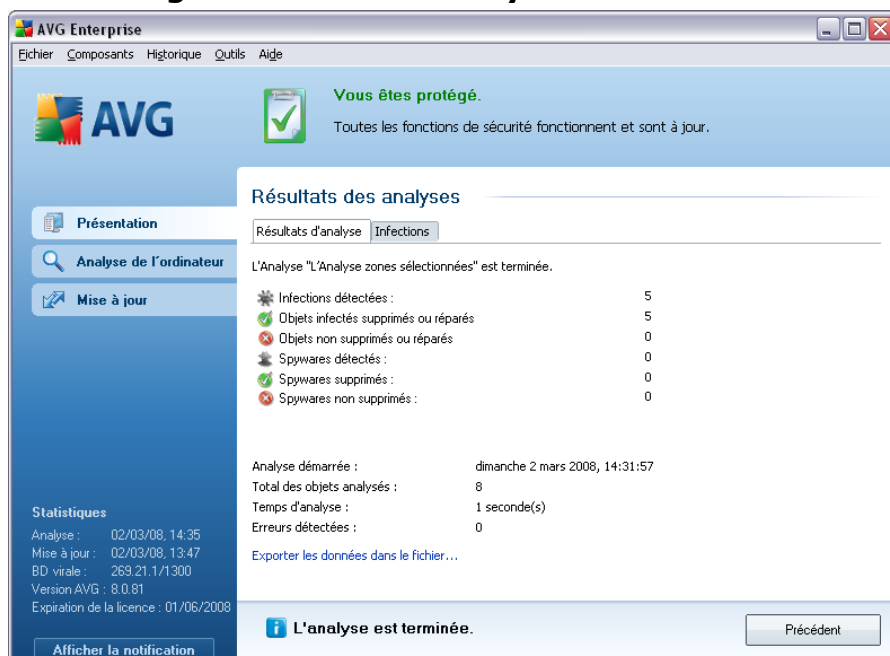 AVG Enterprise
Fichier Composants Historique Outils Aide
AVG
Vous êtes protégé.
Toutes les fonctions de sécurité fonctionnent et sont à jour.
Présentation
Analyse de l'ordinateur
Mise à jour
Résultats des analyses
Résultats d'analyse Infections
L'Analyse "L'Analyse zones sélectionnées" est terminée.
Infections détectées : 5
Objets infectés supprimés ou réparés 5
Objets non supprimés ou réparés 0
Spywares détectés : 0
Spywares supprimés : 0
Spywares non supprimés : 0
Analyse démarrée : dimanche 2 mars 2008, 14:31:57
Total des objets analysés : 8
Temps d'analyse : 1 seconde(s)
Erreurs détectées : 0
Exporter les données dans le fichier...
Statistiques
Analyse : 02/03/08, 14:35
Mise à jour : 02/03/08, 13:47
BD virale : 269.21.1/1300
Version AVG : 8.0.81
Expiration de la licence : 01/06/2008
Afficher la notification
L'analyse est terminée.
Précédent